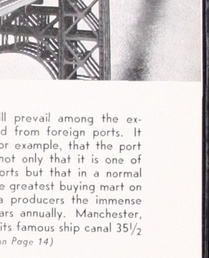 ll prevail among the ex-
d from foreign ports. It
or example, that the port
not only that it is one of
orts but that in a normal
e greatest buying mart on
a producers the immense
ars annually. Manchester,
its famous ship canal 35½
on Page 14)